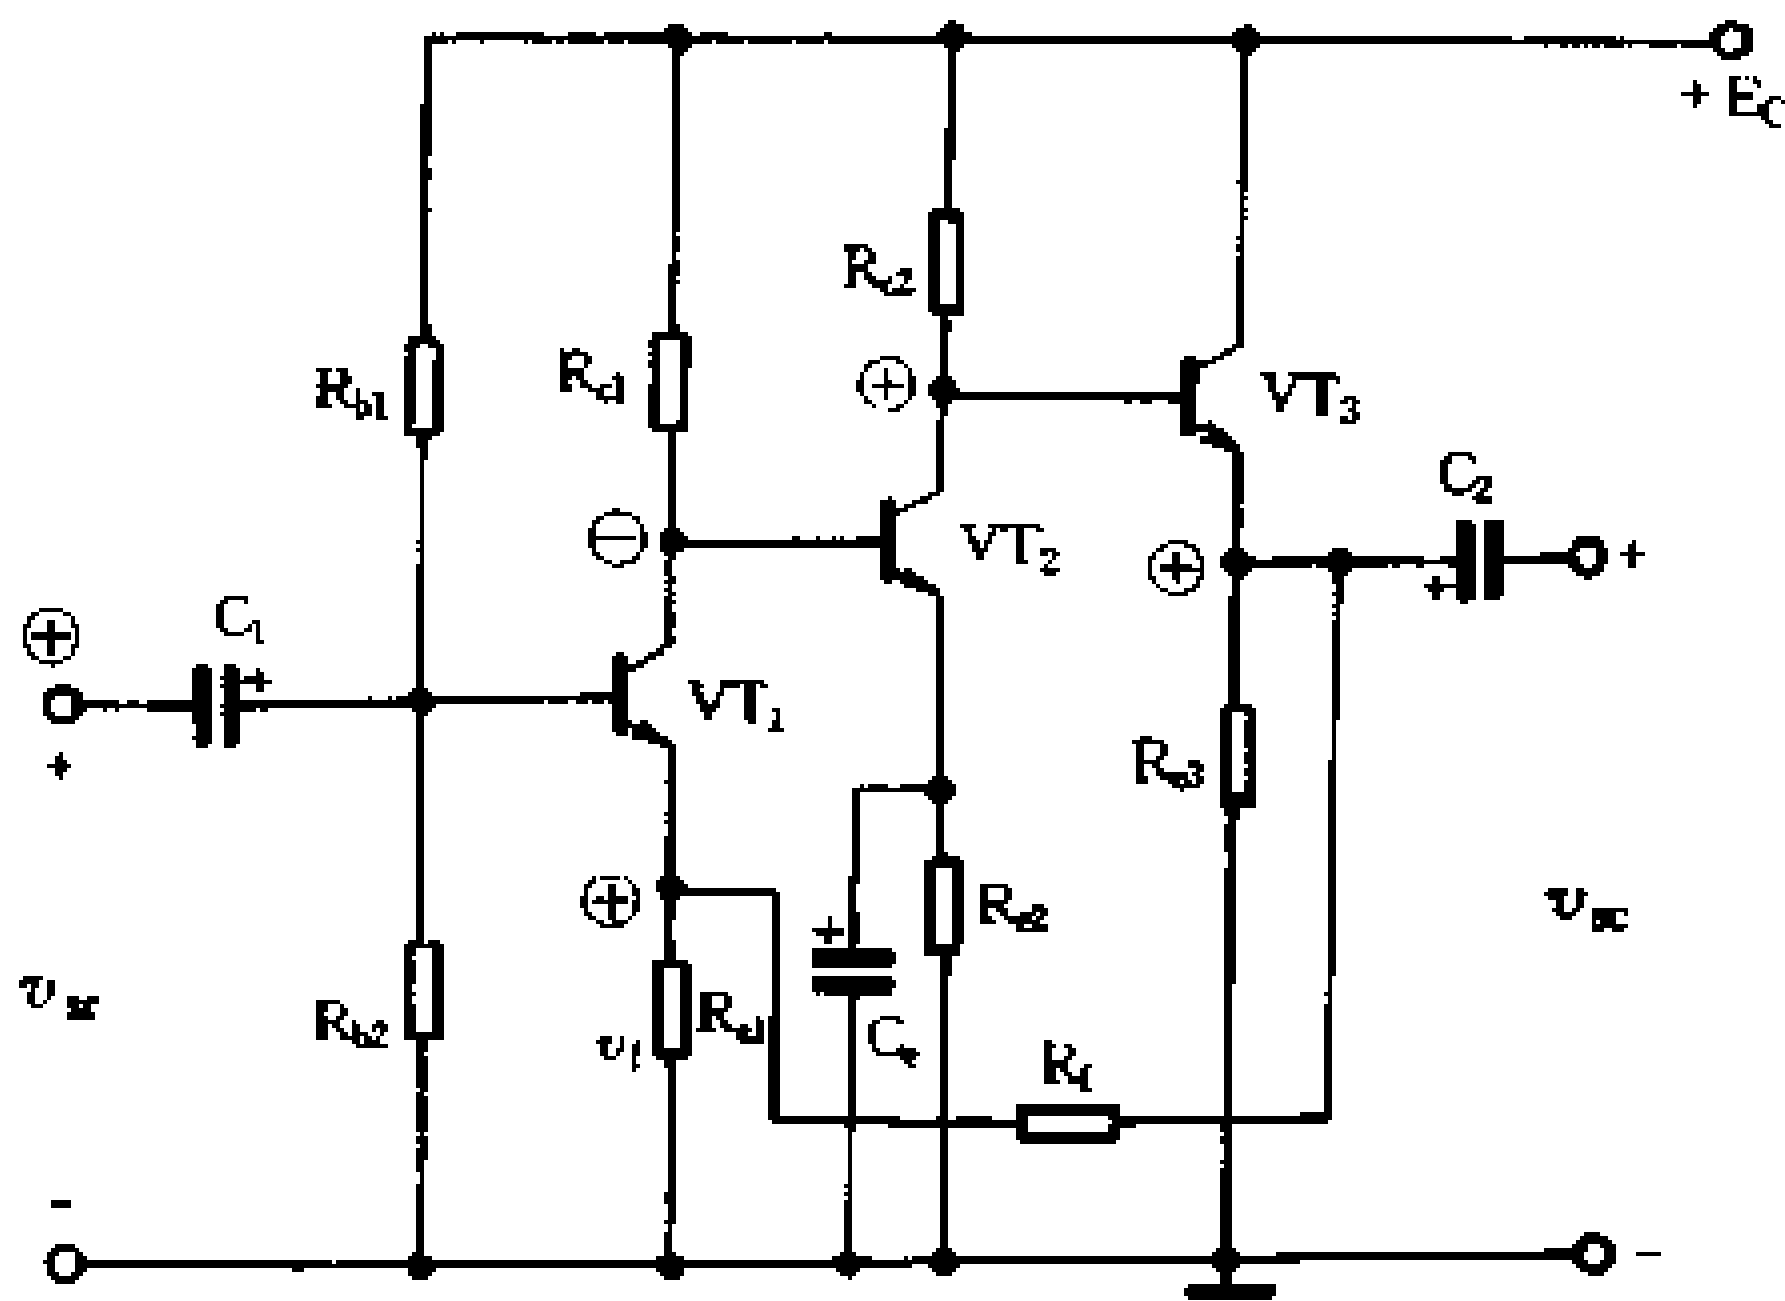 + E_C
R_c2
R_b1
R_c1
VT_3
C_2
VT_2
+
+
C_1
+
VT_1
+
R_e3
+
R_e2
v_sc
v_sr
R_b2
v_f
R_e1
C_e
R_f
-
-